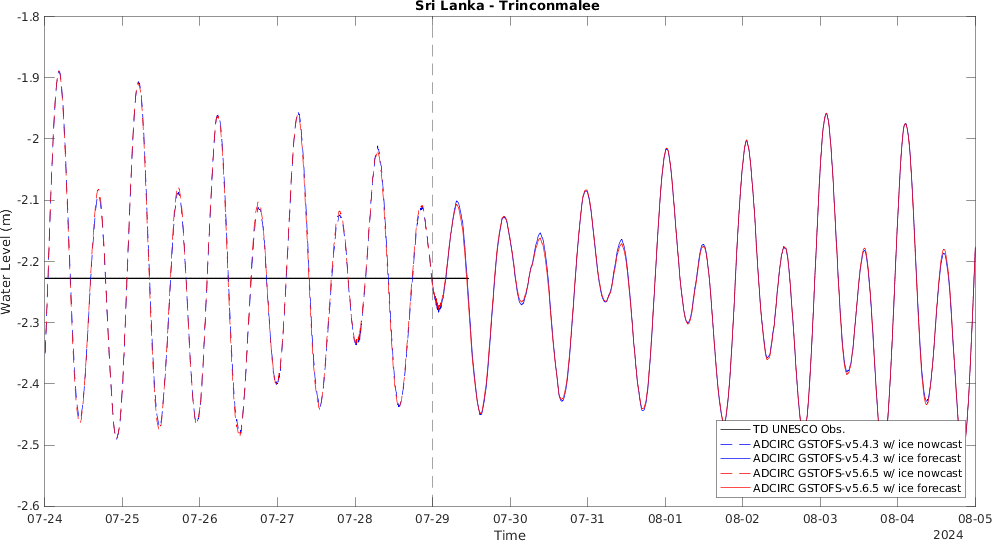 Sri Lanka - Trinconmalee
-1.8
-1.9
-2
-2.1
-2.2
-2.3
-2.4
-2.5
-2.6
Water Level (m)
TD UNESCO Obs.
ADCIRC GSTOFS-v5.4.3 w/ ice nowcast
ADCIRC GSTOFS-v5.4.3 w/ ice forecast
ADCIRC GSTOFS-v5.6.5 w/ ice nowcast
ADCIRC GSTOFS-v5.6.5 w/ ice forecast
07-24 07-25 07-26 07-27 07-28 07-29 07-30 07-31 08-01 08-02 08-03 08-04 08-05
Time 2024